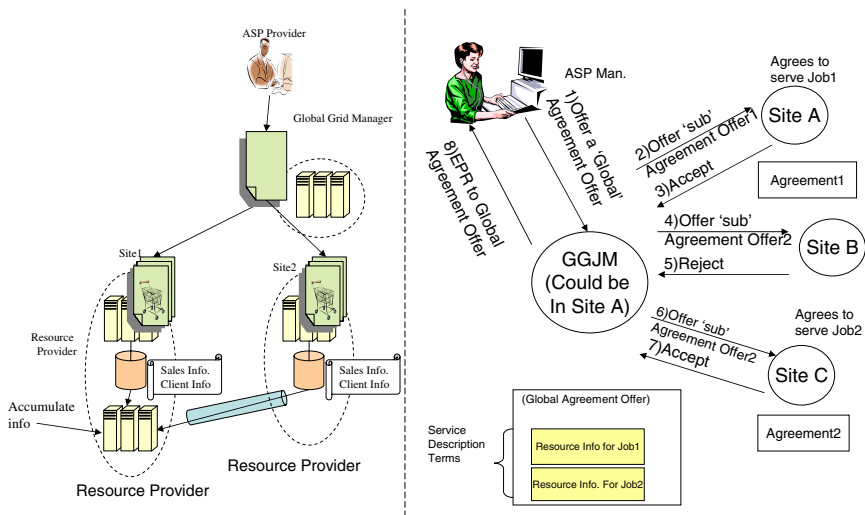 ASP Provider
Global Grid Manager
Site1
Site2
Resource
Provider
Sales Info.
Client Info
Sales Info.
Client Info
Accumulate
info
Resource Provider
Resource Provider
ASP Man.
1)Offer a 'Global'
Agreement Offer
8)EPR to Global
Agreement Offer
GGJM
(Could be
In Site A)
2)Offer 'sub'
Agreement Offer1
3)Accept
Agrees to
serve Job1
Site A
Agreement1
4)Offer 'sub'
Agreement Offer2
5)Reject
Site B
6)Offer 'sub'
Agreement Offer2
7)Accept
Agrees to
serve Job2
Site C
Agreement2
(Global Agreement Offer)
Service
Description
Terms
Resource Info for Job1
Resource Info. For Job2